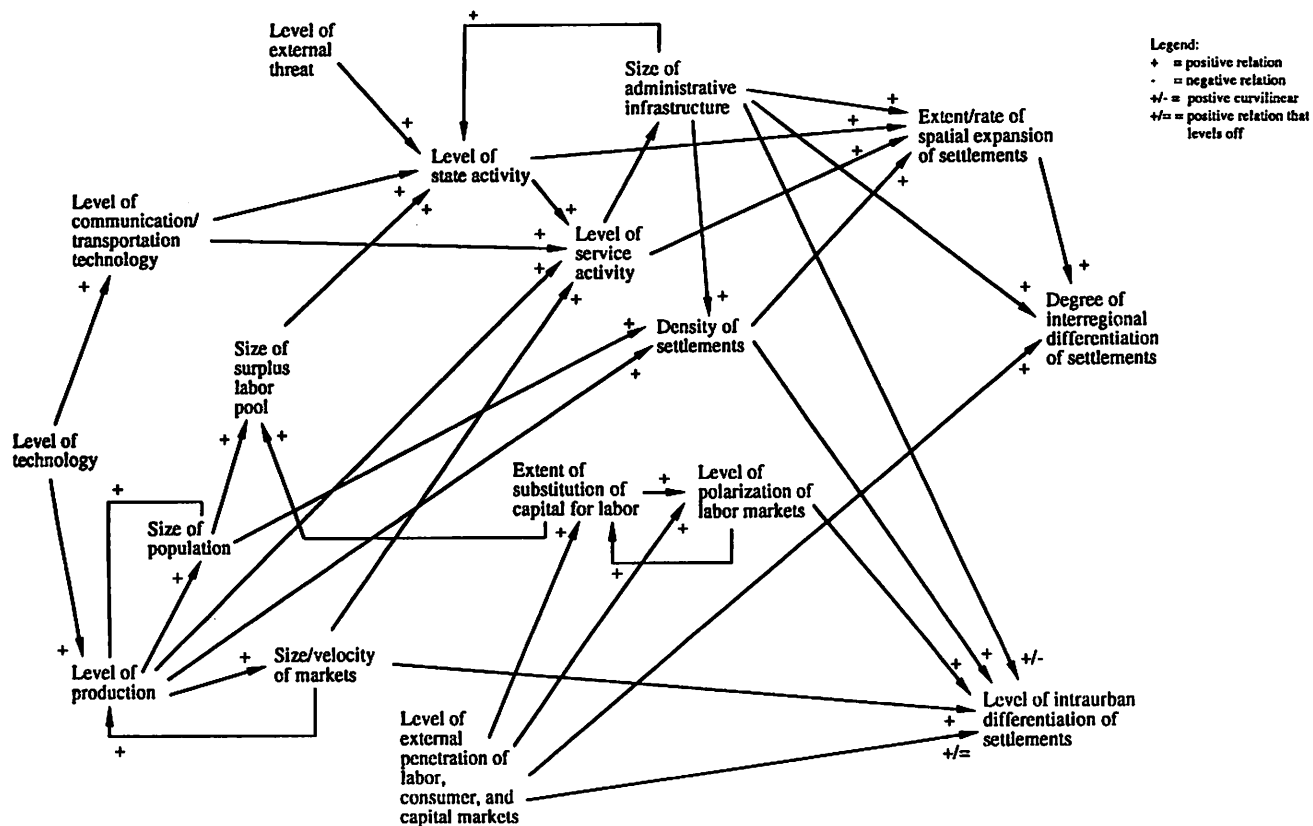 +
Level of
external
threat
Size of
administrative
infrastructure
Legend:
+ = positive relation
- = negative relation
+/- = postive curvilinear
+/= = positive relation that
levels off
+
+
Extent/rate of
spatial expansion
of settlements
+
+
+
Level of
state activity
+
+
+
Level of
communication/
transportation
technology
+
+
Level of
service
activity
+
+
+
+
+
+
Degree of
interregional
differentiation
of settlements
+
+
Density of
settlements
+
+
Size of
surplus
labor
pool
+
+
Level of
technology
Extent of
substitution of
capital for labor
+
Level of
polarization of
labor markets
+
+
+
+
Size of
population
+
+
Level of
production
+
Size/velocity
of markets
+
+
+
+/-
Level of intraurban
differentiation of
settlements
+
+/=
Level of
external
penetration of
labor,
consumer, and
capital markets